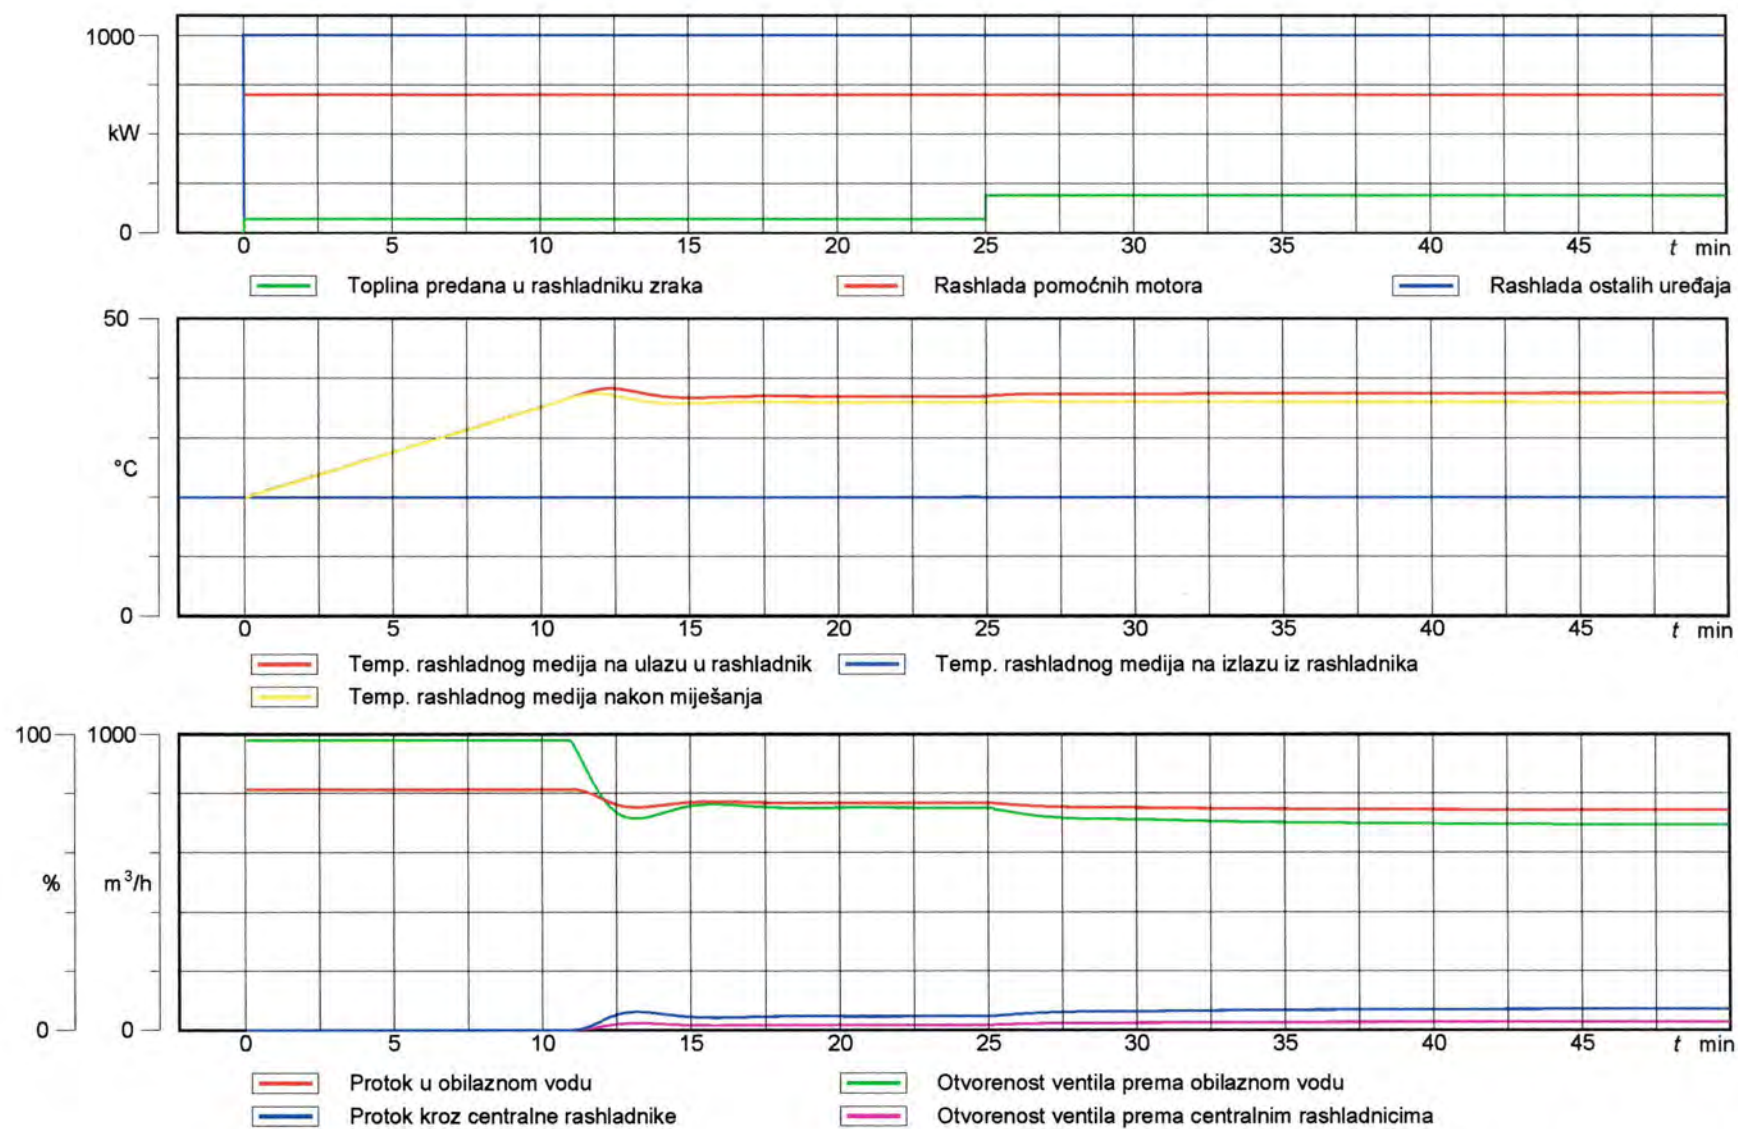 1000
kW
0
0 5 10 15 20 25 30 35 40 45 t min
Toplina predana u rashladniku zraka Rashlada pomoćnih motora Rashlada ostalih uređaja
50
°C
0
0 5 10 15 20 25 30 35 40 45 t min
Temp. rashladnog medija na ulazu u rashladnik Temp. rashladnog medija na izlazu iz rashladnika
Temp. rashladnog medija nakon miješanja
100 1000
% m³/h
0 0
0 5 10 15 20 25 30 35 40 45 t min
Protok u obilaznom vodu Otvorenost ventila prema obilaznom vodu
Protok kroz centralne rashladnike Otvorenost ventila prema centralnim rashladnicima